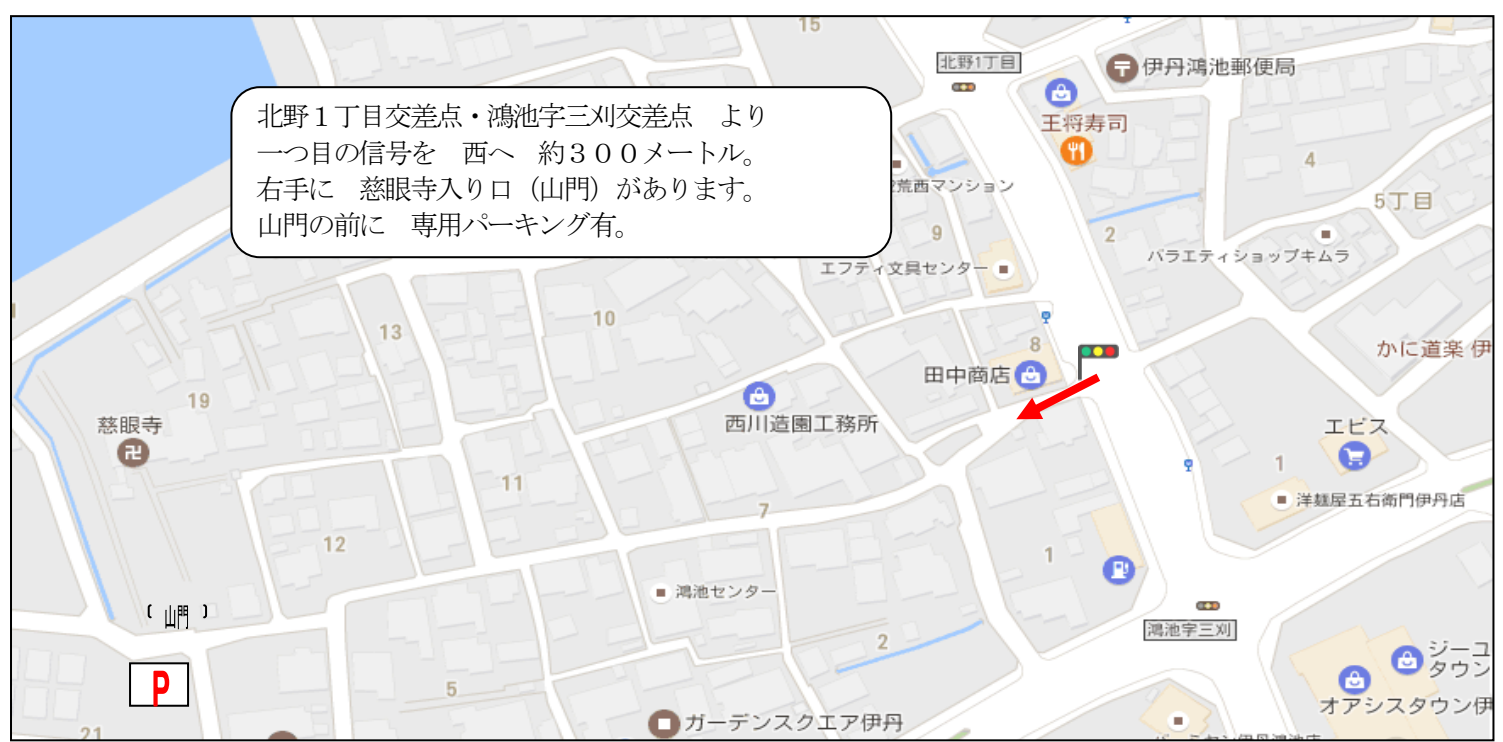 15
北野1丁目
伊丹鴻池郵便局
北野１丁目交差点・鴻池字三刈交差点　より
一つ目の信号を　西へ　約３００メートル。
右手に　慈眼寺入り口（山門）があります。
山門の前に　専用パーキング有。
王将寿司
4
荒西マンション
5丁目
9
2
バラエティショップキムラ
エフティ文具センター
13
10
8
かに道楽 伊
田中商店
19
慈眼寺
西川造園工務所
エビス
1
11
洋麺屋五右衛門伊丹店
7
12
1
鴻池センター
（山門）
鴻池字三刈
2
ジーユ
タウン
P
5
オアシスタウン伊
ガーデンスクエア伊丹
21